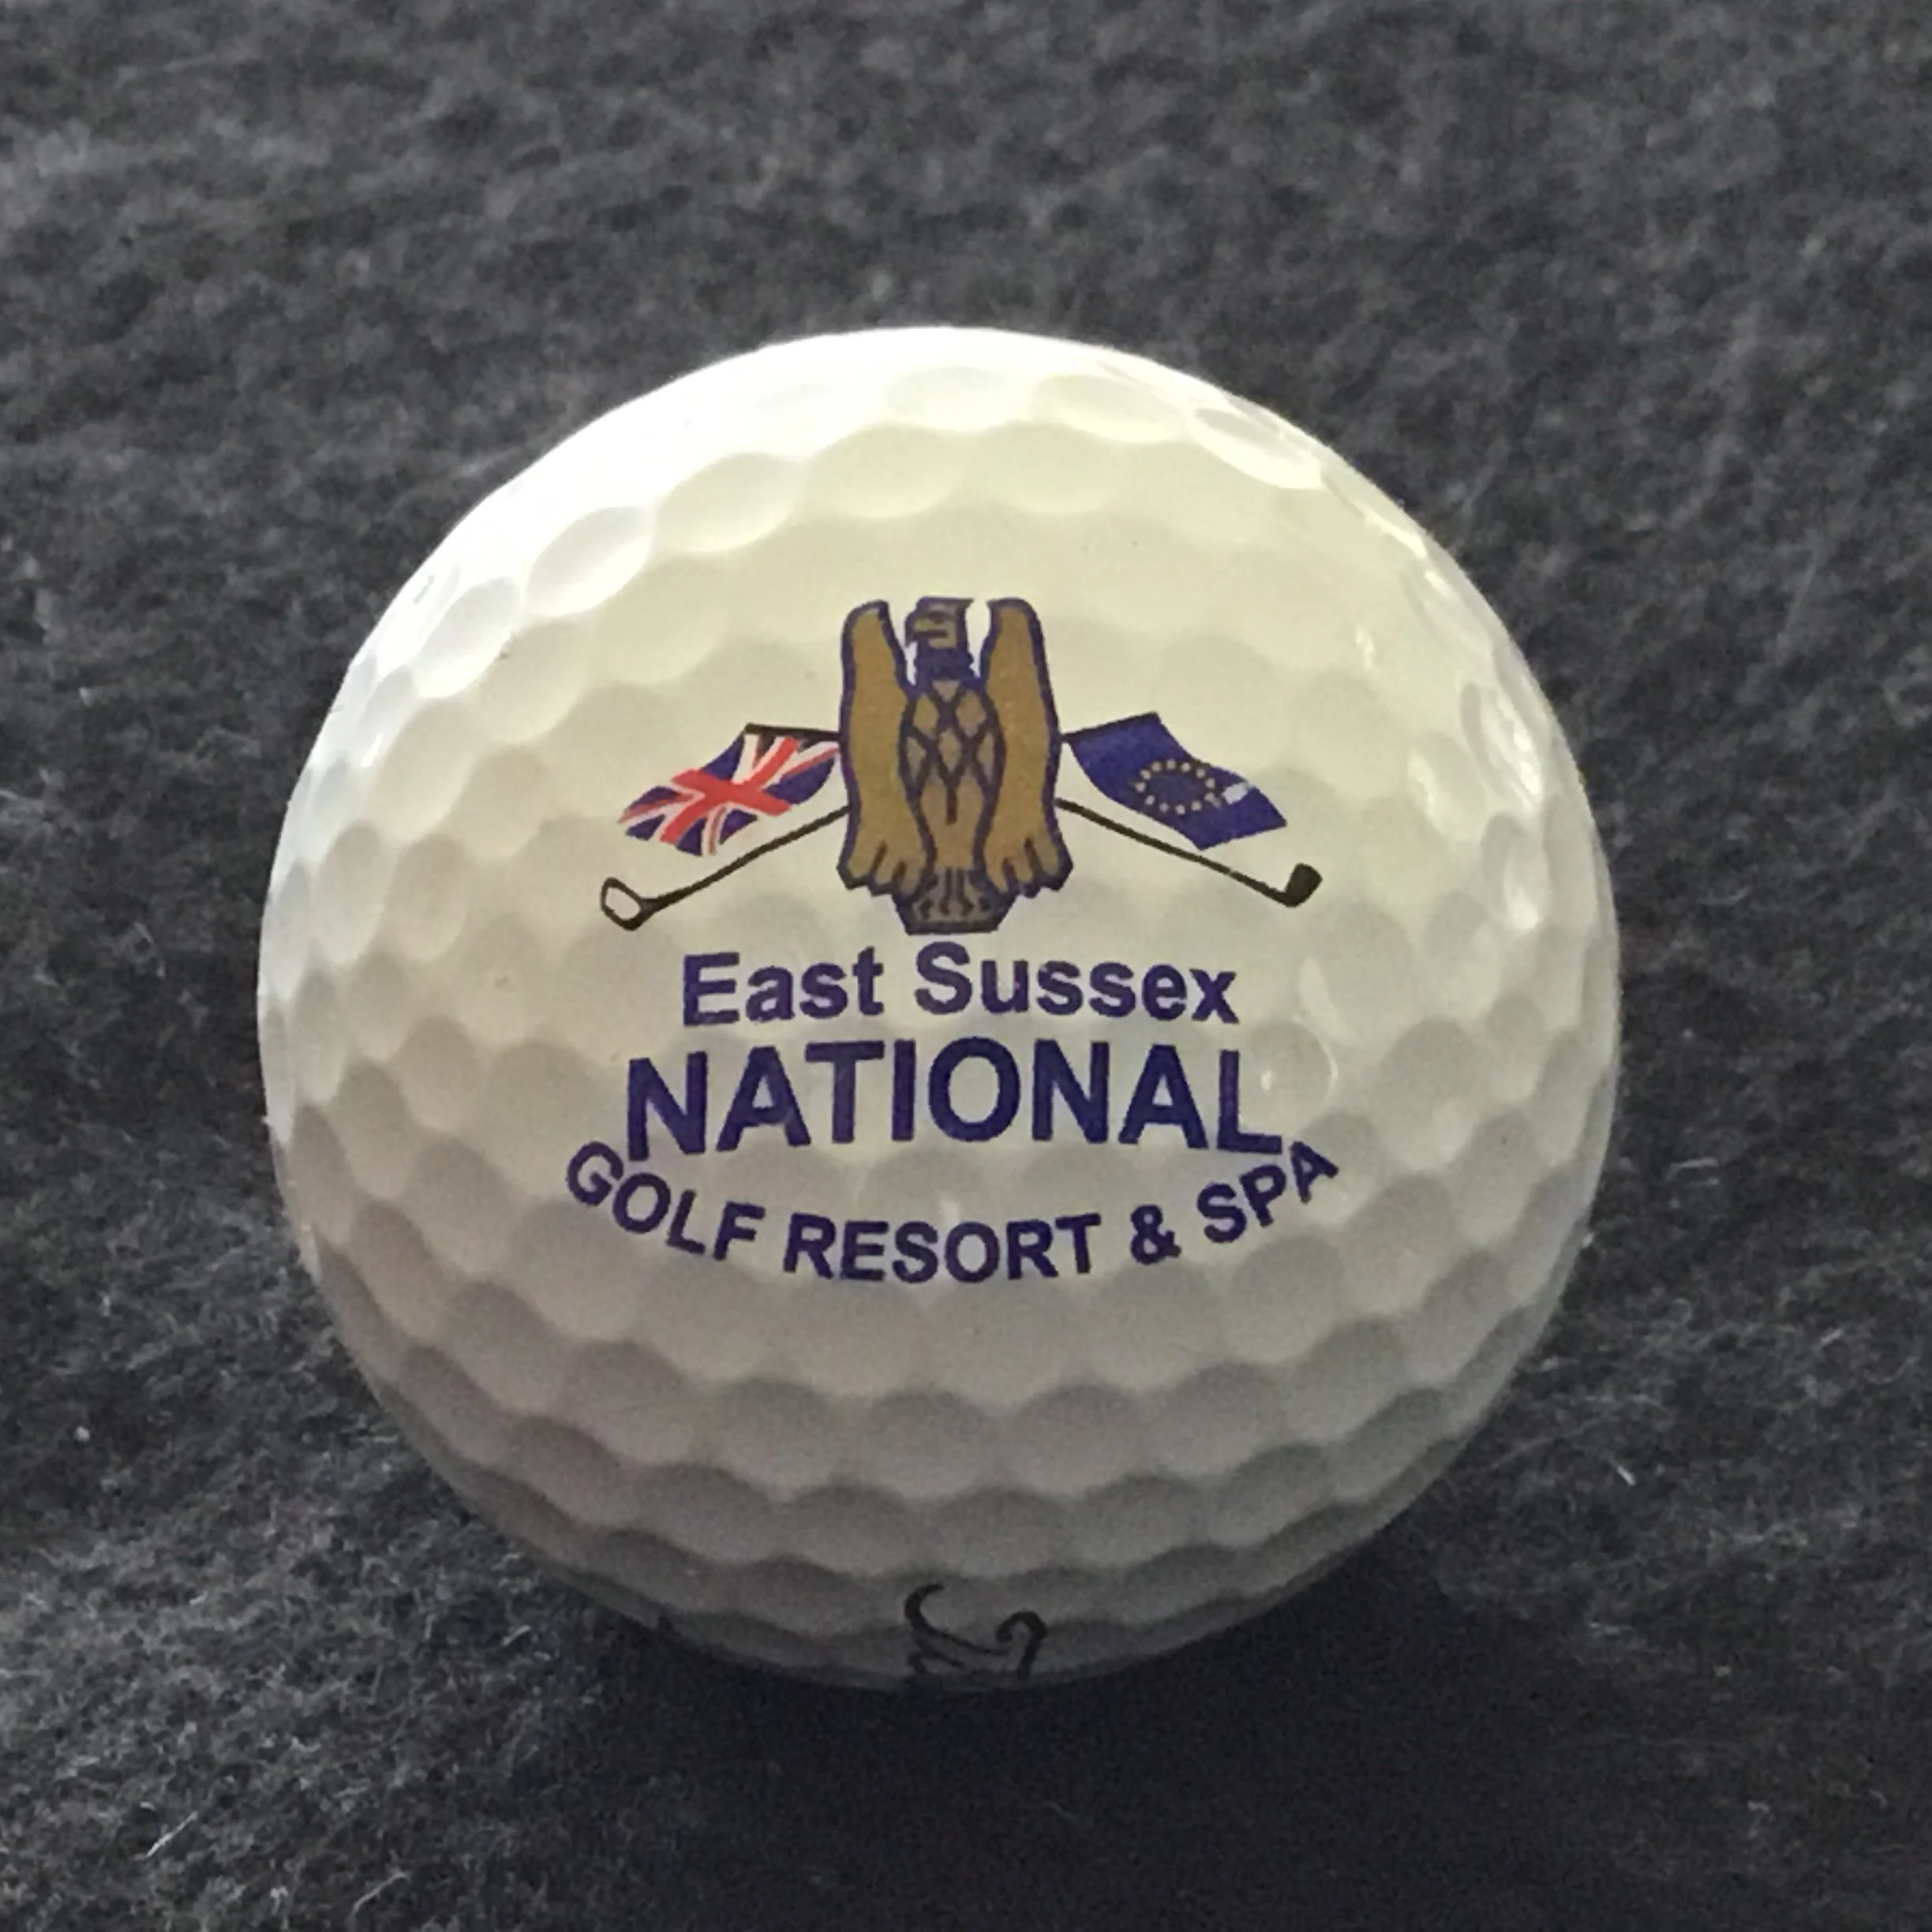 East Sussex
NATIONAL
GOLF RESORT & SPA